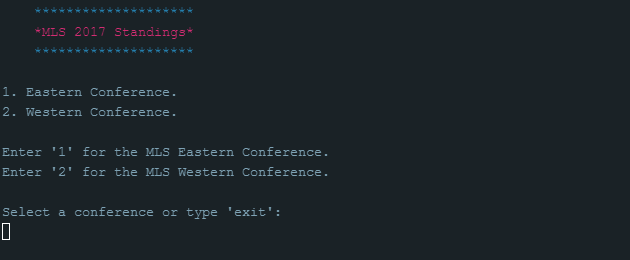 ********************
*MLS 2017 Standings*
********************
1. Eastern Conference.
2. Western Conference.
Enter '1' for the MLS Eastern Conference.
Enter '2' for the MLS Western Conference.
Select a conference or type 'exit':